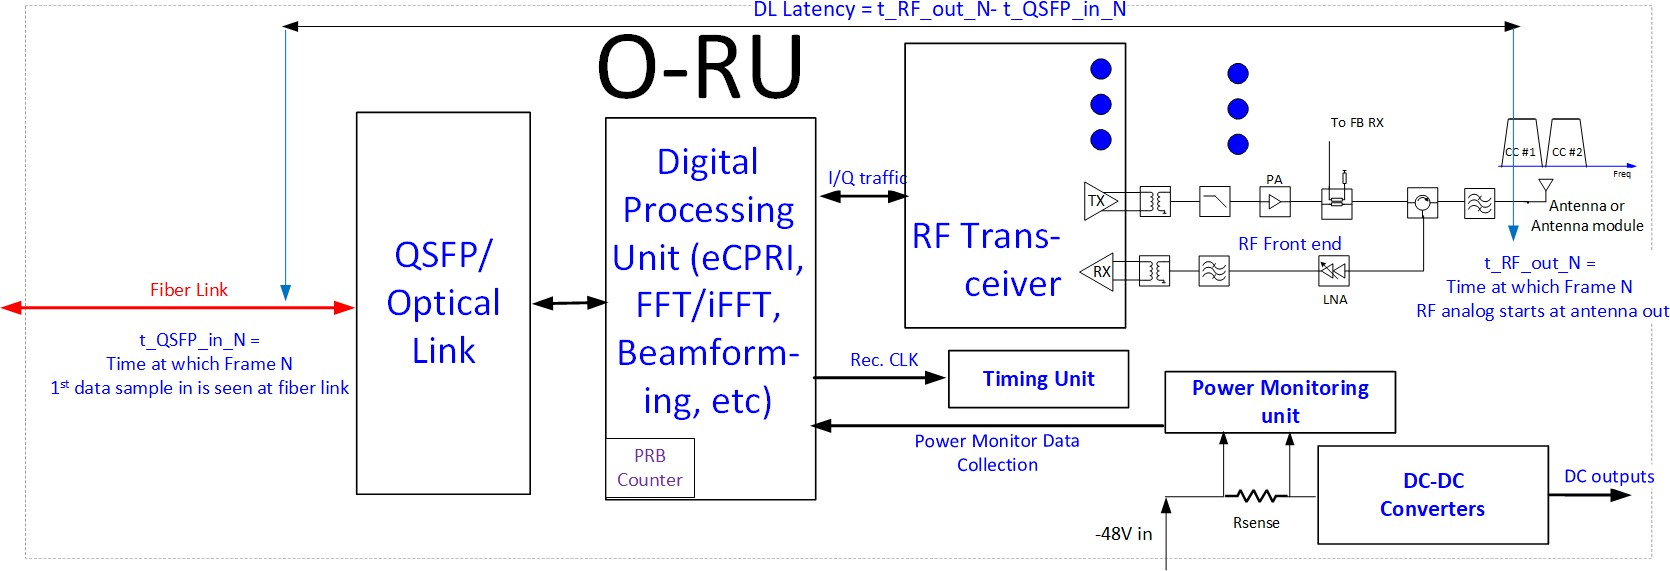 DL Latency = t_RF_out_N- t_QSFP_in_N
O-RU
QSFP/
Optical
Link
Fiber Link
t_QSFP_in_N =
Time at which Frame N
1st data sample in is seen at fiber link
Digital
Processing
Unit (eCPRI,
FFT/iFFT,
Beamform-
ing, etc)
PRB
Counter
I/Q traffic
RF Trans-
ceiver
TX
RX
To FB RX
PA
RF Front end
LNA
CC #1
CC #2
Freq
Antenna or
Antenna module
t_RF_out_N =
Time at which Frame N
RF analog starts at antenna out
Rec. CLK
Timing Unit
Power Monitoring
unit
Power Monitor Data
Collection
Rsense
-48V in
DC-DC
Converters
DC outputs